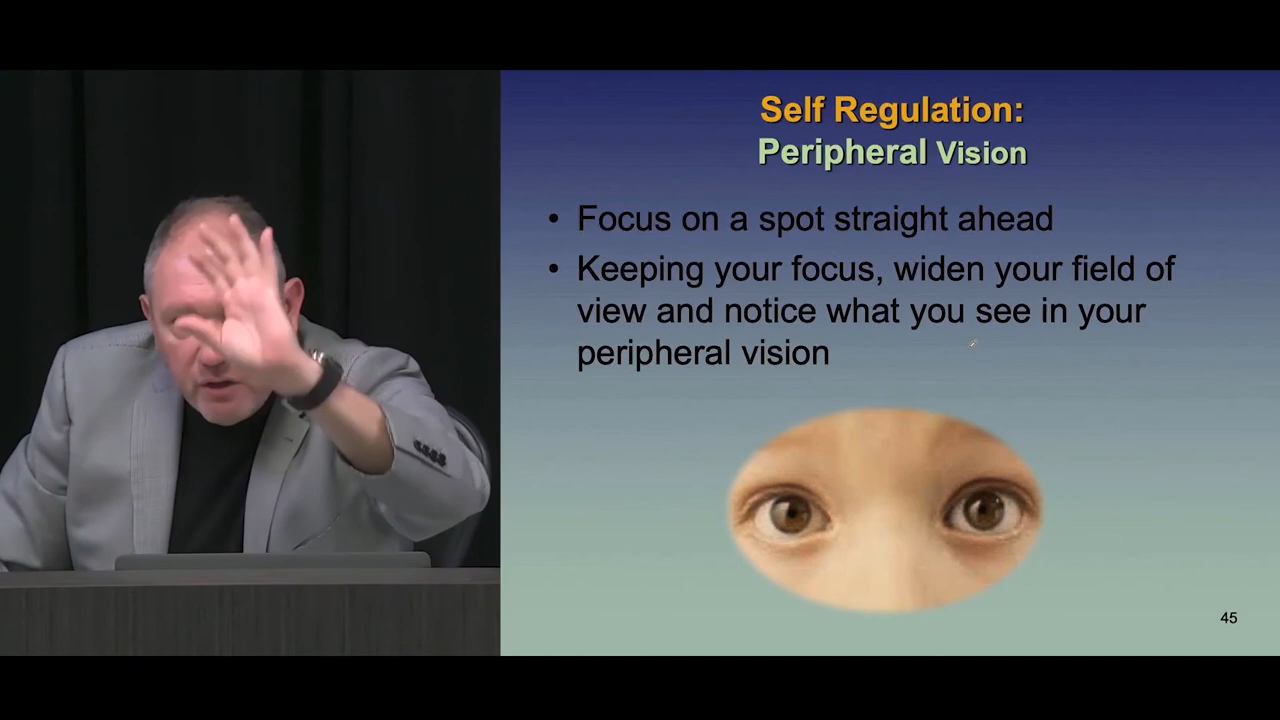 Self Regulation:
Peripheral Vision
• Focus on a spot straight ahead
• Keeping your focus, widen your field of
view and notice what you see in your
peripheral vision
45